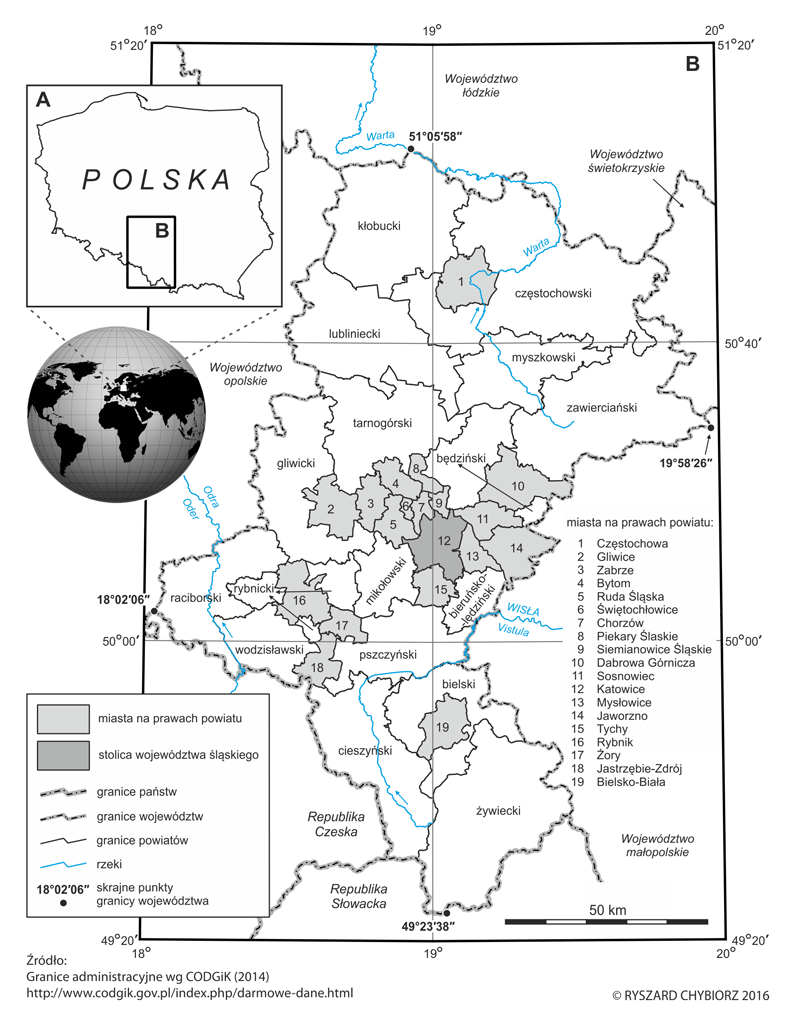 18°
19°
20°
51°20′
51°20′
B
Województwo
łódzkie
A
POLSKA
B
Warta
51°05′58″
Województwo
świetokrzyskie
kłobucki
Warta
1
częstochowski
lubliniecki
50°40′
myszkowski
Województwo
opolskie
zawierciański
tarnogórski
19°58′26″
gliwicki
będziński
8
4
10
2
3
6
7
9
5
11
12
13
14
15
Odra
Oder
mikołowski
bieruńsko-
-lędziński
18°02′06″
raciborski
rybnicki
16
17
WISŁA
Vistula
50°00′
50°00′
wodzisławski
pszczyński
18
bielski
19
cieszyński
żywiecki
Republika
Czeska
Republika
Słowacka
Województwo
małopolskie
49°23′38″
50 km
miasta na prawach powiatu:
1 Częstochowa
2 Gliwice
3 Zabrze
4 Bytom
5 Ruda Śląska
6 Świętochłowice
7 Chorzów
8 Piekary Ślaskie
9 Siemianowice Śląskie
10 Dabrowa Górnicza
11 Sosnowiec
12 Katowice
13 Mysłowice
14 Jaworzno
15 Tychy
16 Rybnik
17 Żory
18 Jastrzębie-Zdrój
19 Bielsko-Biała
miasta na prawach powiatu
stolica województwa śląskiego
granice państw
granice województw
granice powiatów
rzeki
18°02′06″ skrajne punkty
granicy województwa
49°20′
49°20′
18°
19°
20°
Źródło:
Granice administracyjne wg CODGiK (2014)
http://www.codgik.gov.pl/index.php/darmowe-dane.html
© RYSZARD CHYBIORZ 2016